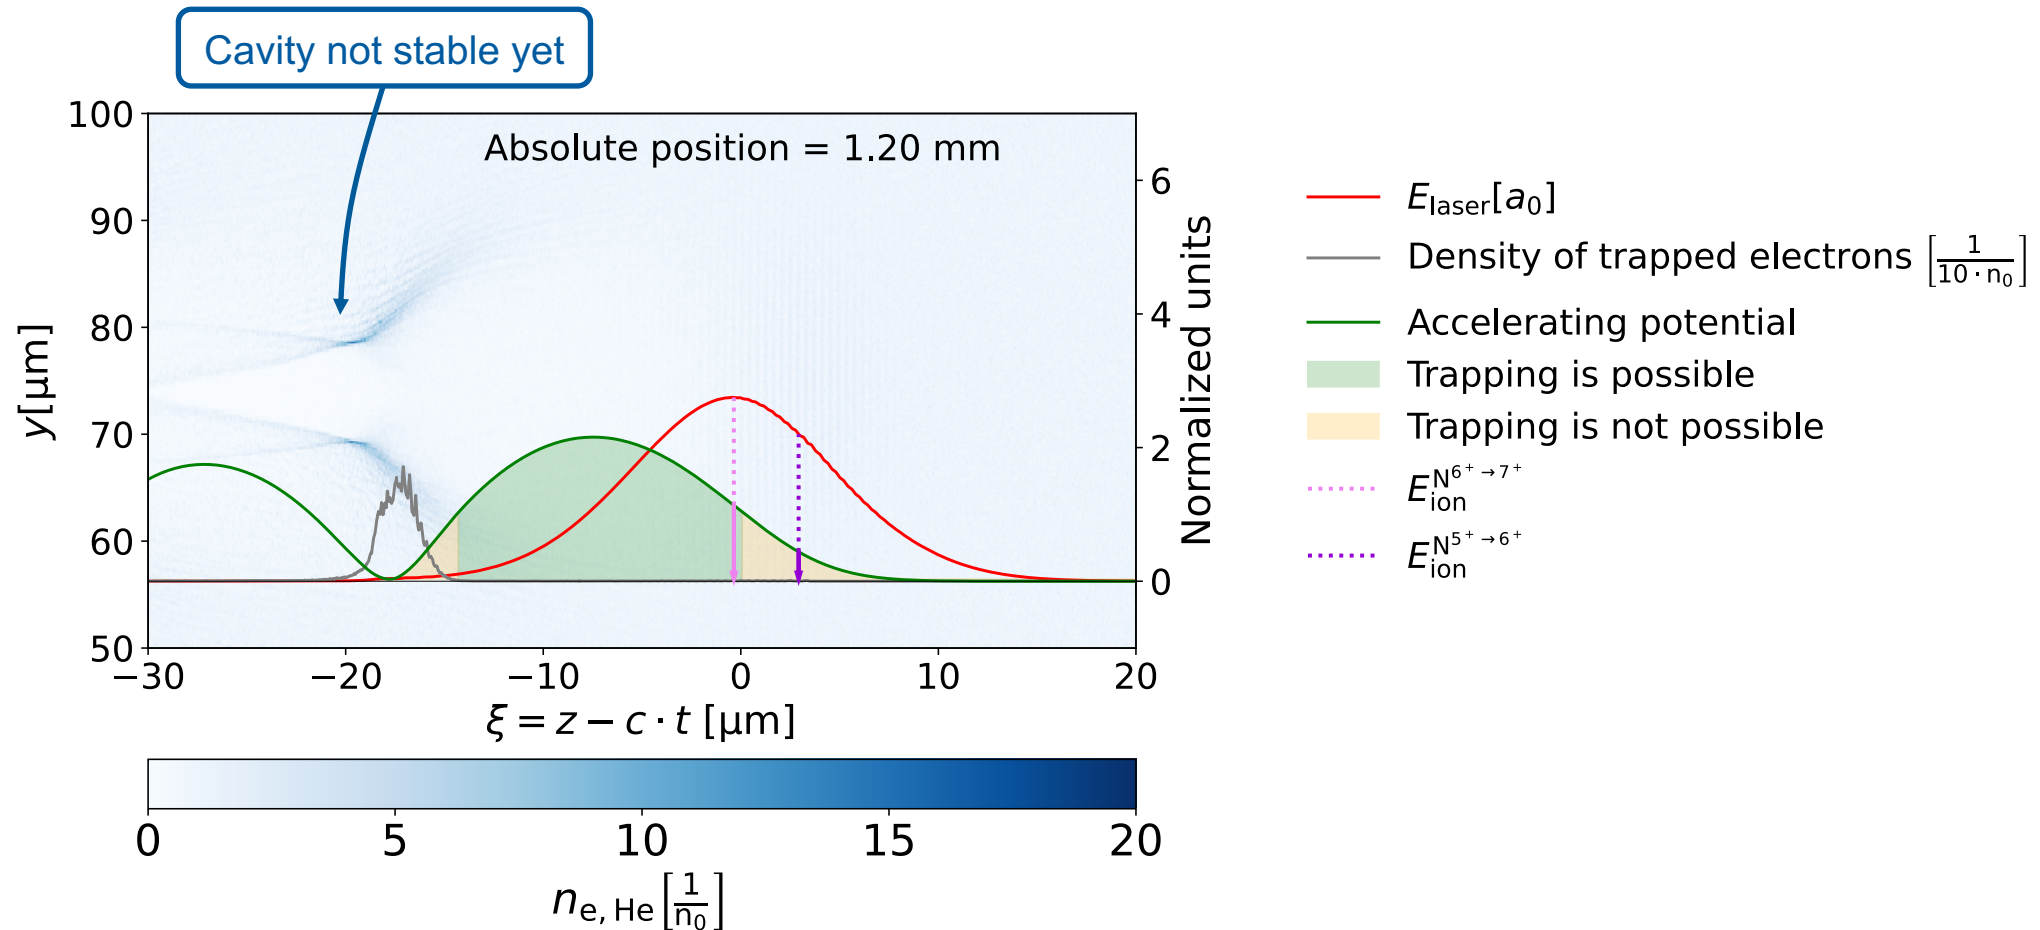 Cavity not stable yet
Absolute position = 1.20 mm
100
90
80
70
60
50
y[μm]
−30
−20
−10
0
10
20
ξ = z − c · t [μm]
6
4
2
0
Normalized units
E_laser[a_0]
Density of trapped electrons [1/(10 · n_0)]
Accelerating potential
Trapping is possible
Trapping is not possible
E_ion^{N^{6+ → 7+}}
E_ion^{N^{5+ → 6+}}
0
5
10
15
20
n_{e, He} [1/n_0]